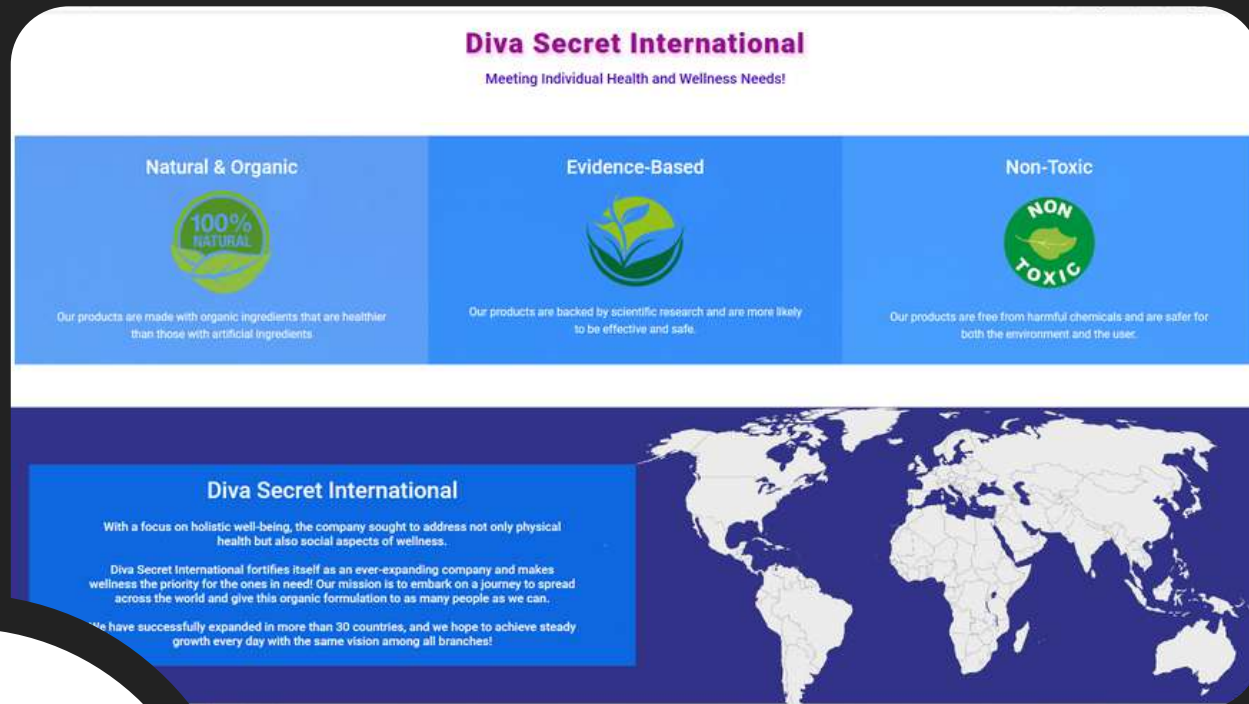 Diva Secret International
Meeting Individual Health and Wellness Needs!
Natural & Organic
100%
NATURAL
Our products are made with organic ingredients that are healthier
than those with artificial ingredients
Evidence-Based
Our products are backed by scientific research and are more likely
to be effective and safe.
Non-Toxic
NON
TOXIC
Our products are free from harmful chemicals and are safer for
both the environment and the user.
Diva Secret International
With a focus on holistic well-being, the company sought to address not only physical
health but also social aspects of wellness.
Diva Secret International fortifies itself as an ever-expanding company and makes
wellness the priority for the ones in need! Our mission is to embark on a journey to spread
across the world and give this organic formulation to as many people as we can.
We have successfully expanded in more than 30 countries, and we hope to achieve steady
growth every day with the same vision among all branches!